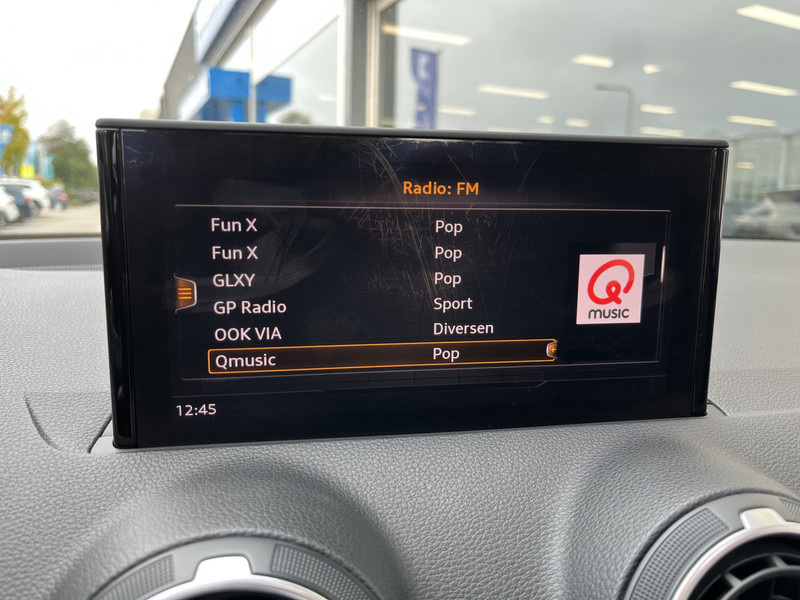 Radio: FM
Fun X Pop
Fun X Pop
GLXY Pop
GP Radio Sport
OOK VIA Diversen
Qmusic Pop
Q
MUSIC
12:45